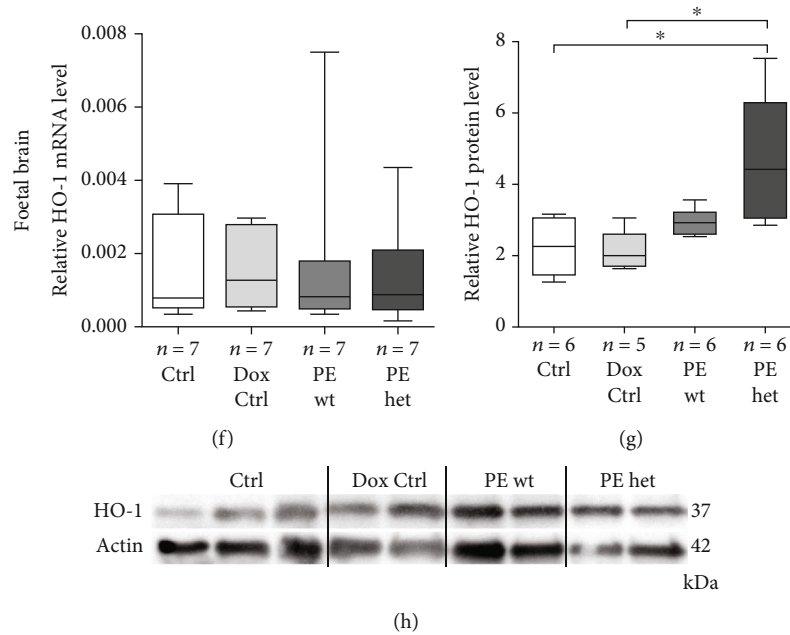 Foetal brain
Relative HO-1 mRNA level
0.008
0.006
0.004
0.002
0.000
n = 7 n = 7 n = 7 n = 7
Ctrl Dox PE PE
Ctrl wt het
(f)
Relative HO-1 protein level
8
6
4
2
0
* 
*
n = 6 n = 5 n = 6 n = 6
Ctrl Dox PE PE
Ctrl wt het
(g)
Ctrl Dox Ctrl PE wt PE het
HO-1 37
Actin 42
kDa
(h)